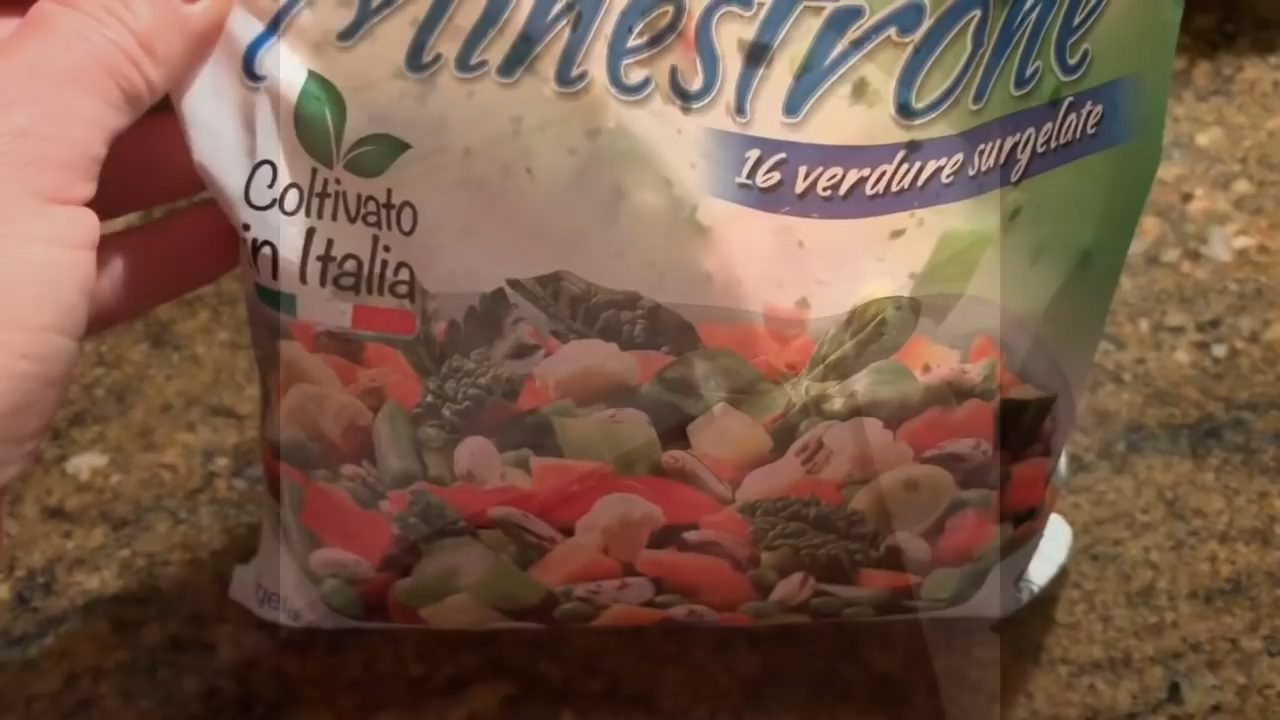 Minestrone
16 verdure surgelate
Coltivato
in Italia